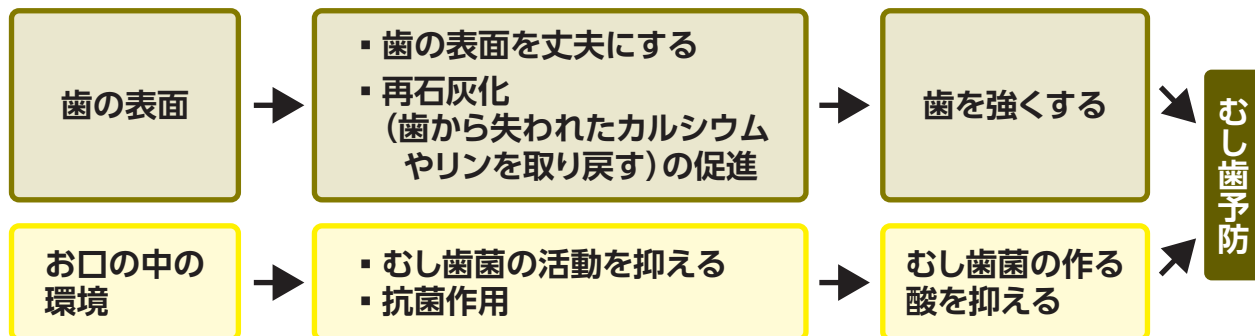 歯の表面
▪ 歯の表面を丈夫にする
▪ 再石灰化
（歯から失われたカルシウム
やリンを取り戻す）の促進
歯を強くする
お口の中の
環境
▪ むし歯菌の活動を抑える
▪ 抗菌作用
むし歯菌の作る
酸を抑える
むし歯予防